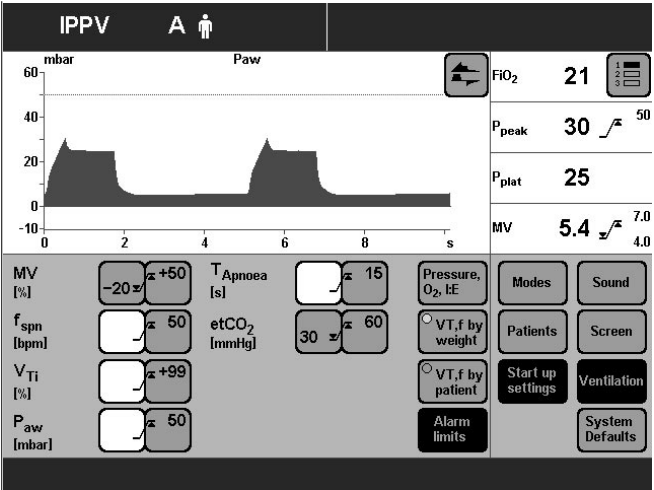 IPPV A
mbar Paw
60
40
20
0
-10
0 2 4 6 8 s
FiO2 21 1 2 3
Ppeak 30 50
Pplat 25
MV 5.4 7.0 4.0
MV [%] -20 +50
fspn [bpm] 50
VTi [%] +99
Paw [mbar] 50
TApnoea [s] 15
etCO2 [mmHg] 30 60
Pressure, O2, I:E
VT,f by weight
VT,f by patient
Alarm limits
Modes Sound
Patients Screen
Start up settings Ventilation
System Defaults